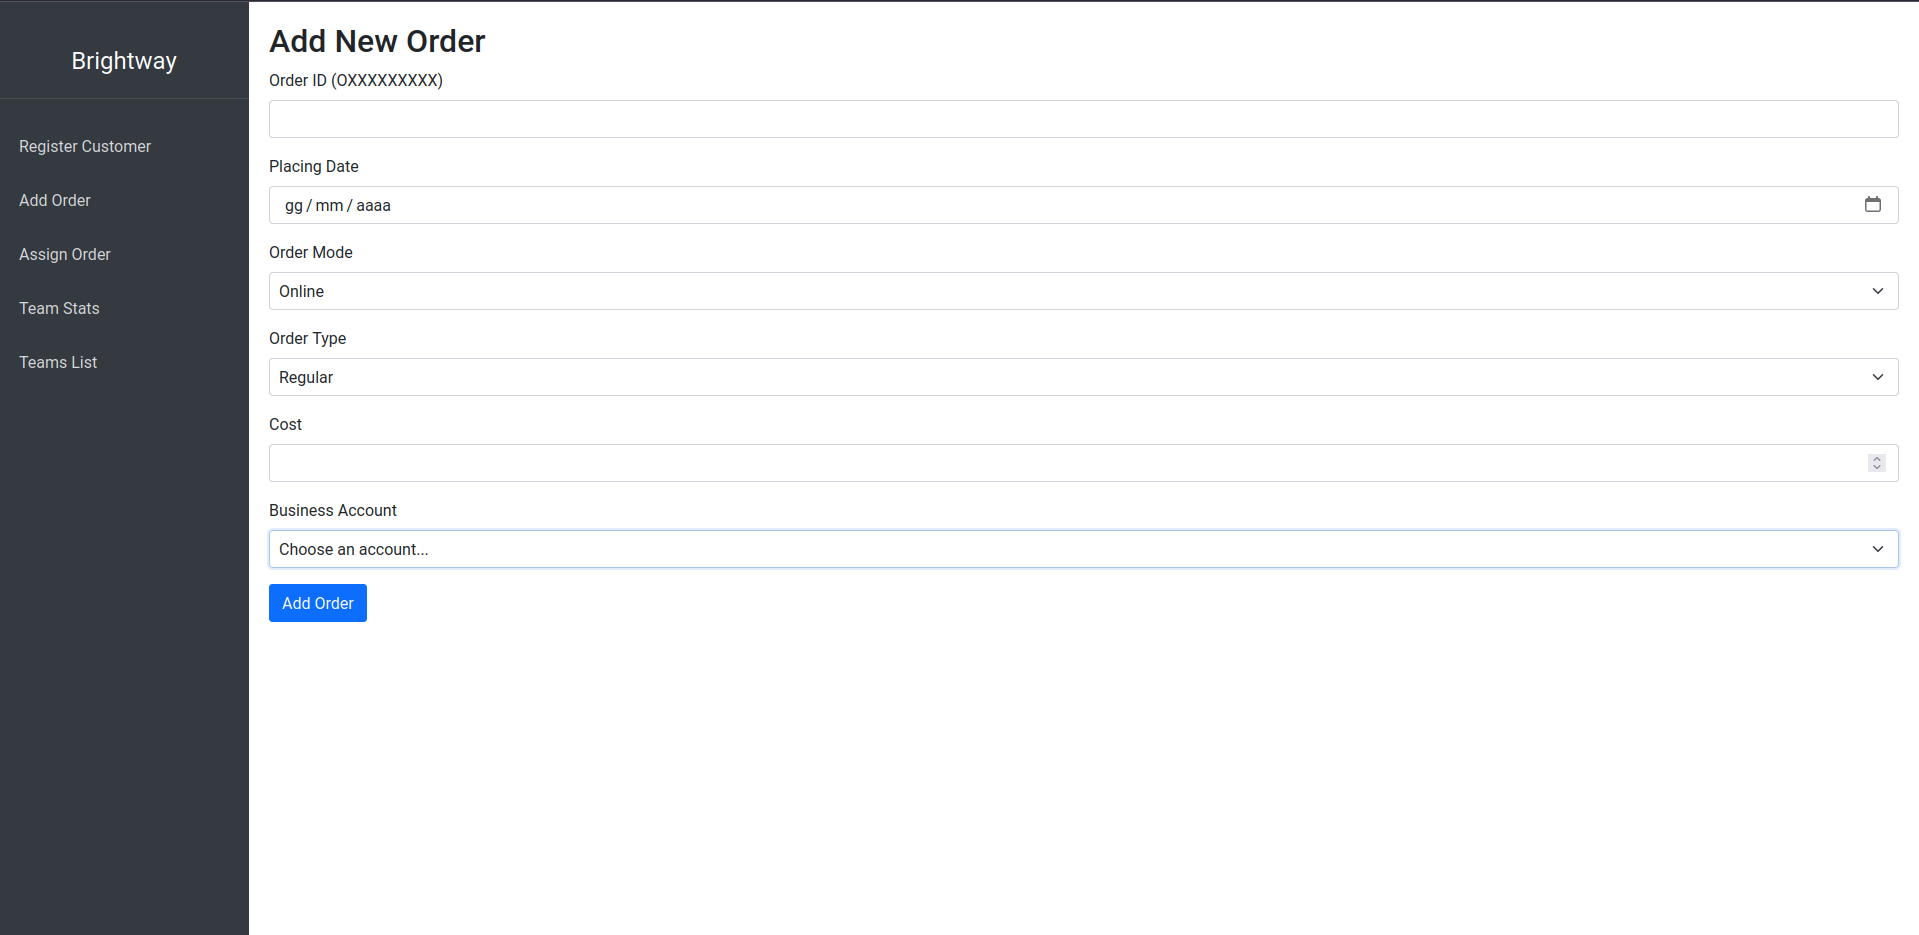 Brightway
Register Customer
Add Order
Assign Order
Team Stats
Teams List
Add New Order
Order ID (OXXXXXXXXX)
Placing Date
gg/mm/aaaa
Order Mode
Online
Order Type
Regular
Cost
Business Account
Choose an account...
Add Order